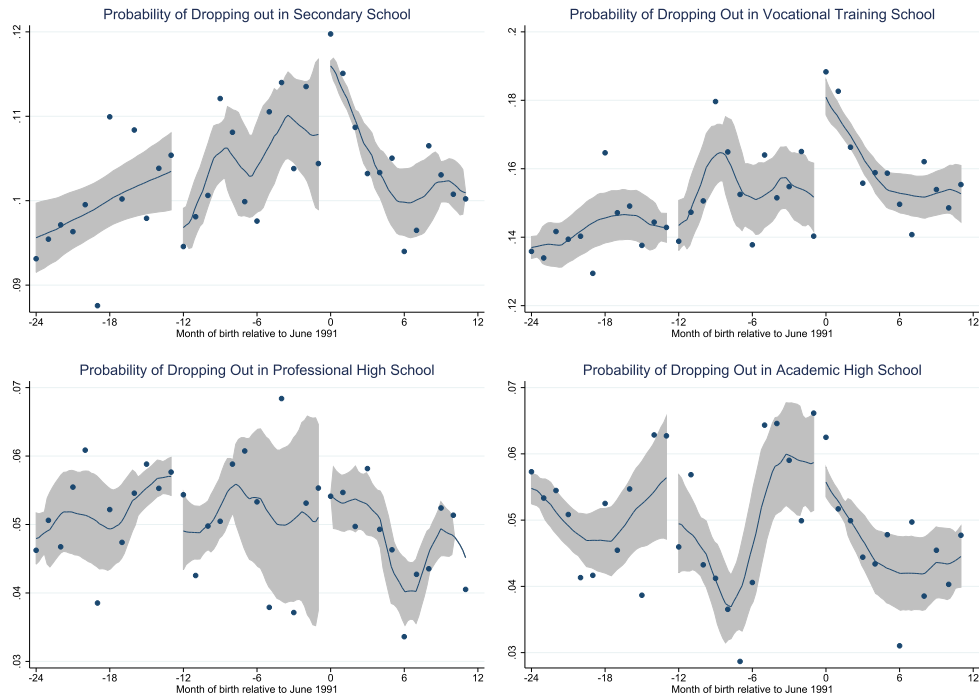 Probability of Dropping out in Secondary School
.12
.11
.1
.09
-24 -18 -12 -6 0 6 12
Month of birth relative to June 1991
Probability of Dropping Out in Vocational Training School
.2
.18
.16
.14
.12
-24 -18 -12 -6 0 6 12
Month of birth relative to June 1991
Probability of Dropping Out in Professional High School
.07
.06
.05
.04
.03
-24 -18 -12 -6 0 6 12
Month of birth relative to June 1991
Probability of Dropping Out in Academic High School
.07
.06
.05
.04
.03
-24 -18 -12 -6 0 6 12
Month of birth relative to June 1991